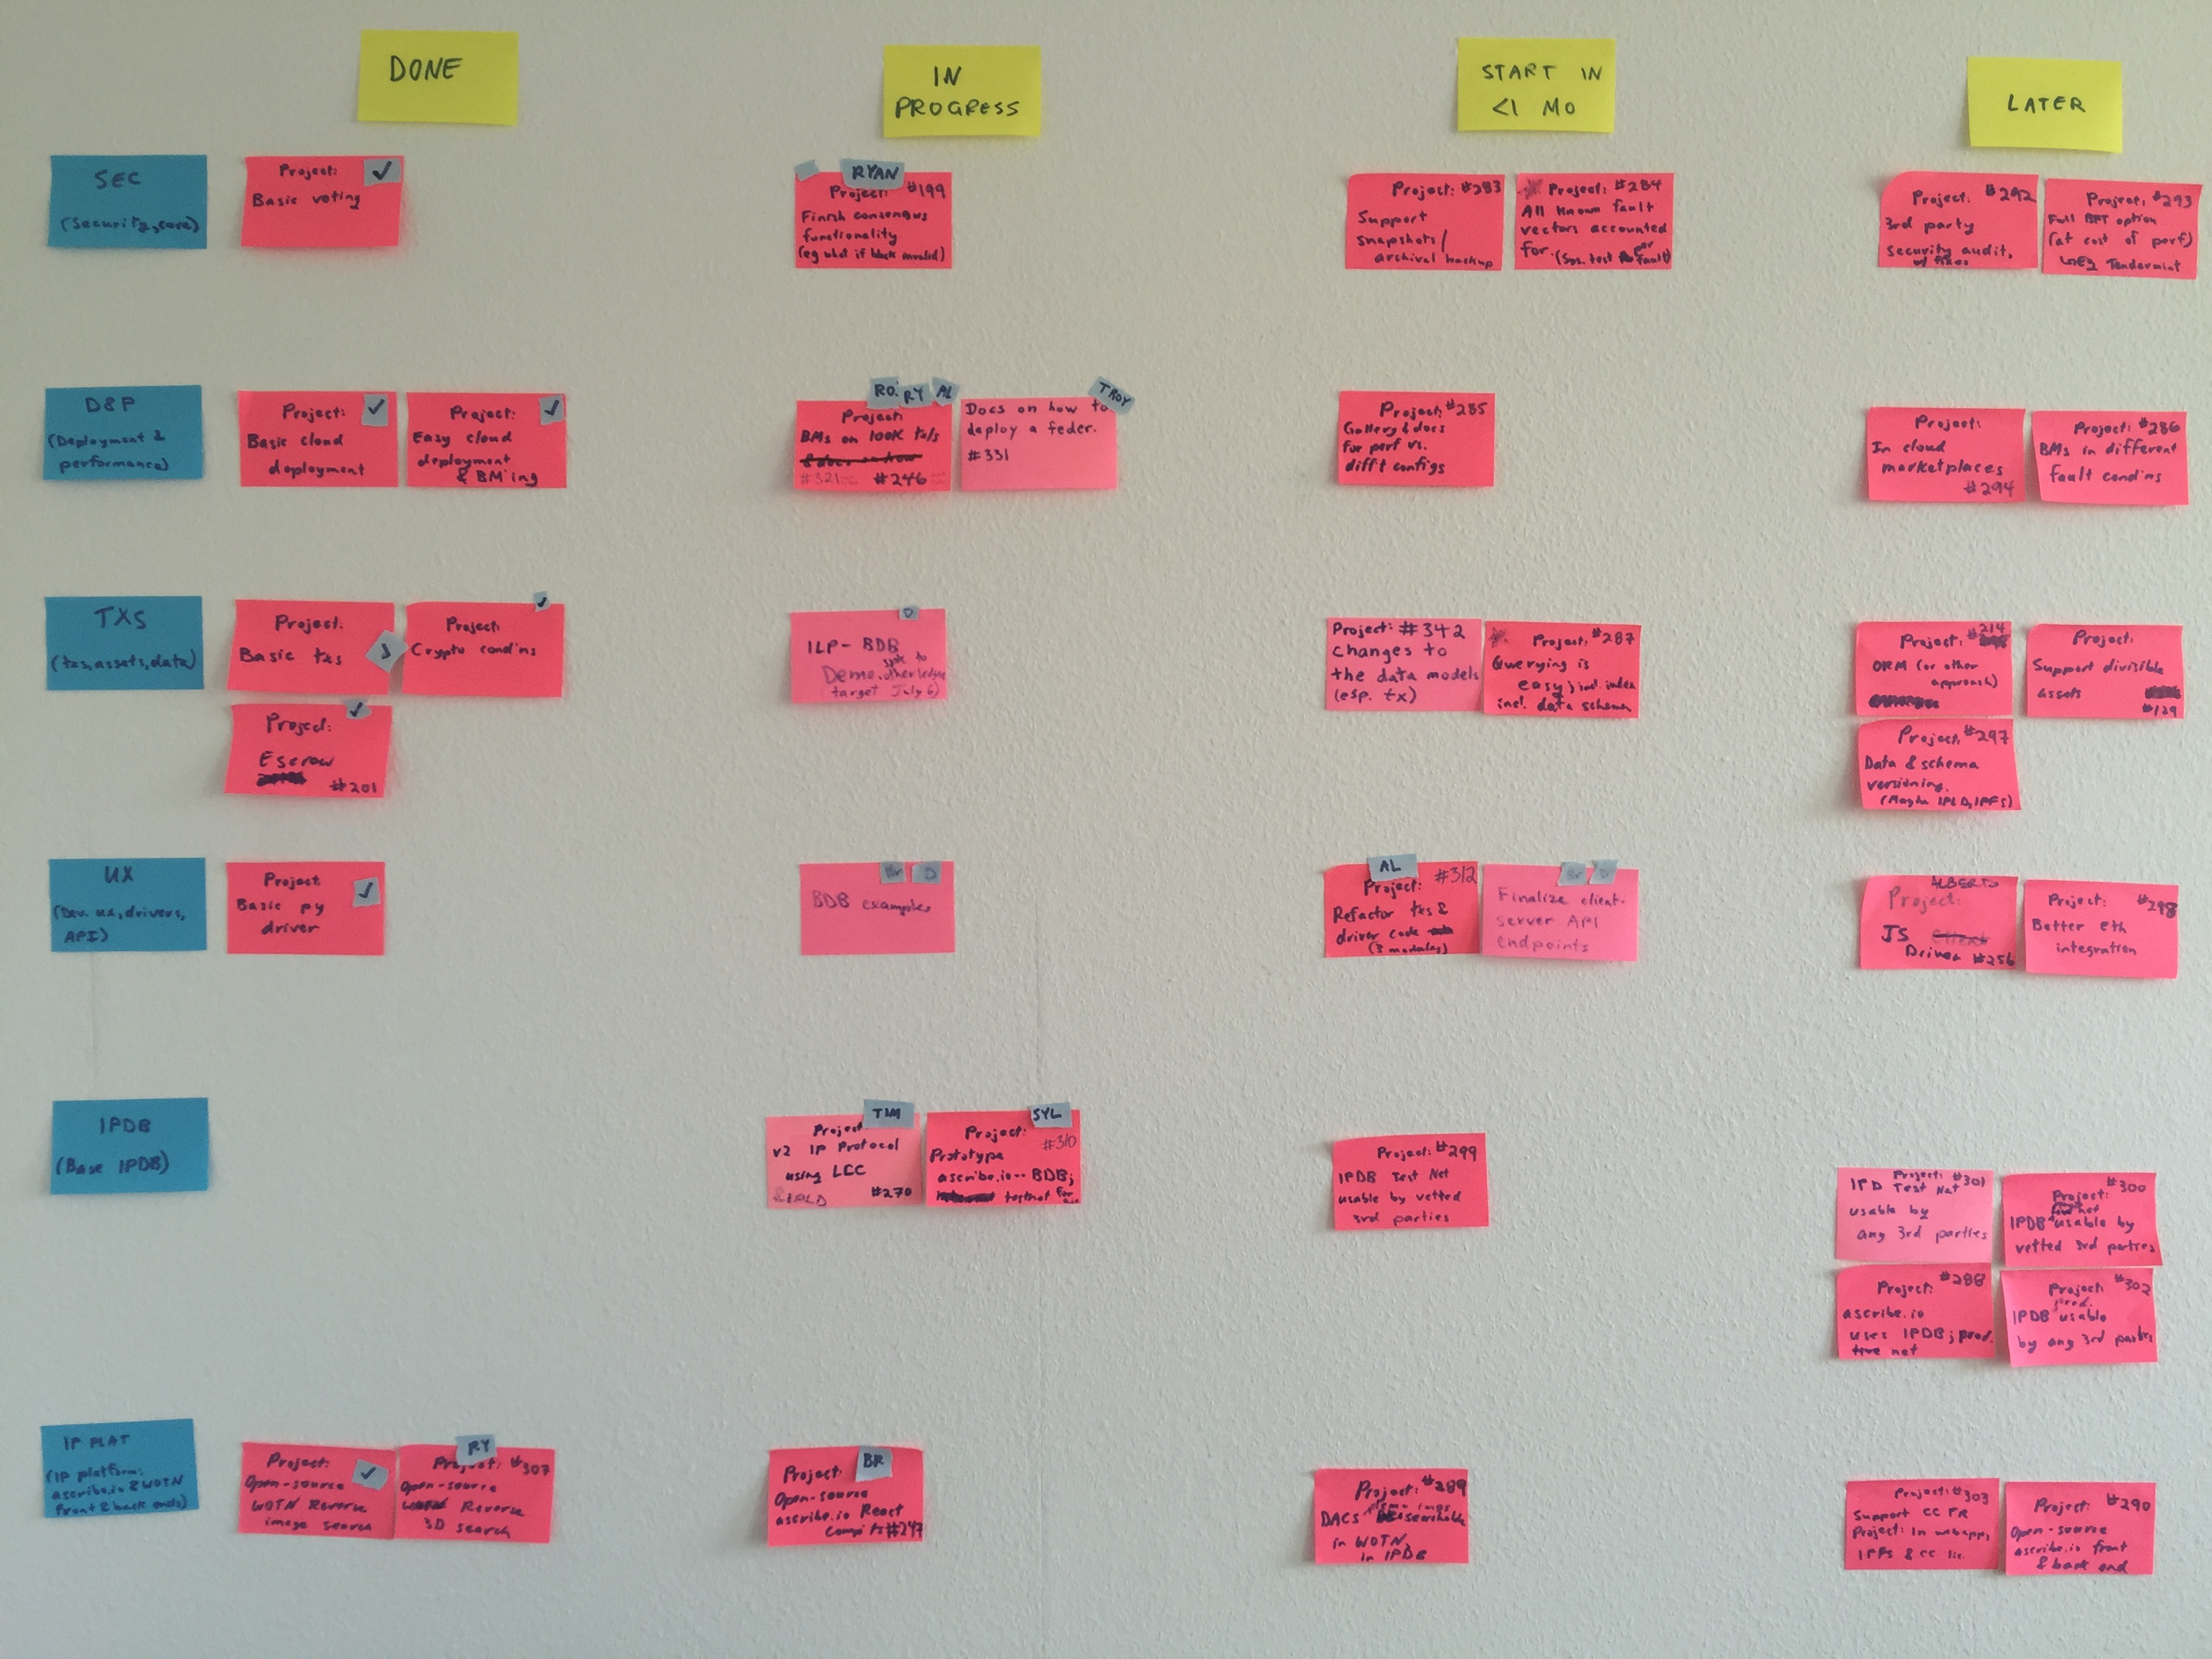 DONE
IN
PROGRESS
START IN
<1 MO
LATER
SEC
(Security, core)
Project:
✓
Basic voting
RYAN
Project: #199
Finish consensus
functionality
(eg what if block invalid)
Project: #283
Support
snapshots/
archival backup
Project: #284
All known fault
vectors accounted
for. (Sys. test per fault)
Project: #292
3rd party
security audit,
w/ fixes
Project: #293
Full BFT option
(at cost of perf)
Tendermint
D&P
(Deployment &
performance)
Project:
✓
Basic cloud
deployment
Project:
✓
Easy cloud
deployment
& BM'ing
RO. RY AL
Project:
BMs on 100K tx/s
& docs on how
#321 #246
TROY
Docs on how to
deploy a feder.
#331
Project: #285
Gallery & docs
for perf vs.
diff't configs
Project:
In cloud
marketplaces
#294
Project: #286
BMs in different
fault cond'ns
TXS
(txs, assets, data)
Project:
Basic txs
✓
Project:
✓
Crypto cond'ns
Project:
✓
Escrow
#201
D
ILP-BDB
spk to
Demo. other ledger
(target July 6)
Project: #342
changes to
the data models
(esp. tx)
Project: #287
Querying is
easy; incl. index
incl. data schema
Project: #214
ORM (or other
approach)
Project:
Support divisible
assets
#129
Project: #297
Data & schema
versioning.
(Maybe IPLD, IPFS)
UX
(Dev. ux, drivers,
API)
Project
✓
Basic py
driver
Br D
BDB examples
AL
Project: #312
Refactor txs &
driver code
(3 modules)
Br D
Finalize client-
server API
endpoints
ALBERTO
Project:
JS client
Driver #256
Project: #298
Better Eth
integration
IPDB
(Base IPDB)
TIM
Project
v2 IP Protocol
using LCC
& IPLD #270
SYL
Project: #310
Prototype
ascribe.io -- BDB;
testnet for
Project: #299
IPDB Test Net
usable by vetted
3rd parties
Project: #301
IPD Test Net
usable by
any 3rd parties
Project: #300
net
IPDB usable by
vetted 3rd parties
Project: #288
ascribe.io
uses IPDB; prod.
net
Project: #302
prod.
IPDB usable
by any 3rd parties
IP PLAT
(IP platform:
ascribe.io & WOTN
front & back ends)
Project:
✓
Open-source
WOTN Reverse
image search
RY
Project: #307
Open-source
Reverse
3D search
BR
Project:
Open-source
ascribe.io React
comp'ts #247
Project: #289
DACS searchable
in WOTN,
in IPDB
Project: #303
Support CC FR
Project: In webapp,
IPFS & CC lic.
Project: #290
Open-source
ascribe.io front
& back end